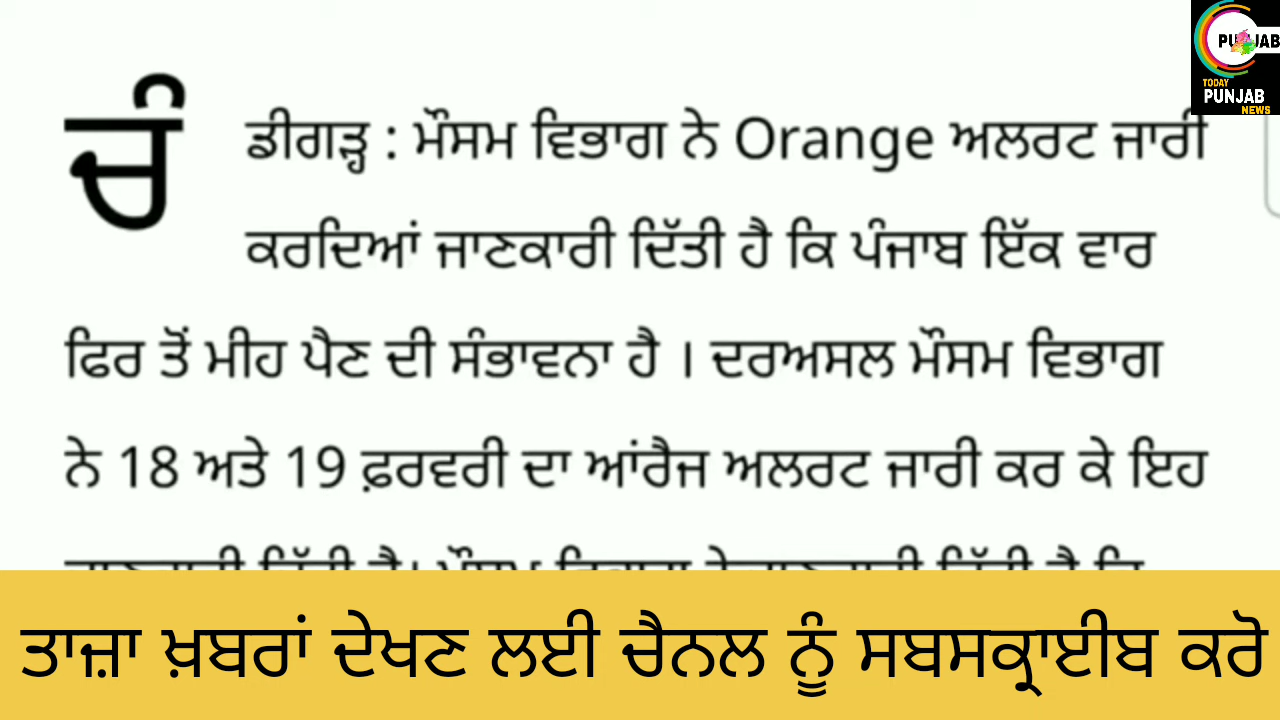 PUNJAB
TODAY
PUNJAB
NEWS
ਚੰਡੀਗੜ੍ਹ : ਮੌਸਮ ਵਿਭਾਗ ਨੇ Orange ਅਲਰਟ ਜਾਰੀ
ਕਰਦਿਆਂ ਜਾਣਕਾਰੀ ਦਿੱਤੀ ਹੈ ਕਿ ਪੰਜਾਬ ਇੱਕ ਵਾਰ
ਫਿਰ ਤੋਂ ਮੀਹ ਪੈਣ ਦੀ ਸੰਭਾਵਨਾ ਹੈ । ਦਰਅਸਲ ਮੌਸਮ ਵਿਭਾਗ
ਨੇ 18 ਅਤੇ 19 ਫ਼ਰਵਰੀ ਦਾ ਆਂਰੈਜ ਅਲਰਟ ਜਾਰੀ ਕਰ ਕੇ ਇਹ
ਤਾਜ਼ਾ ਖ਼ਬਰਾਂ ਦੇਖਣ ਲਈ ਚੈਨਲ ਨੂੰ ਸਬਸਕ੍ਰਾਈਬ ਕਰੋ